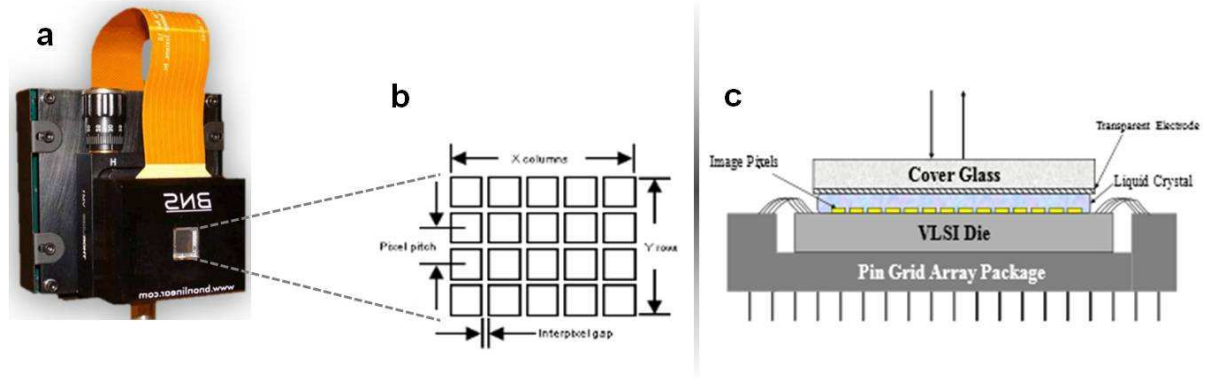 a
b
c
H
BNS
www.bnonlinear.com
X columns
Pixel pitch
Y rows
Interpixel gap
Transparent Electrode
Image Pixels
Cover Glass
Liquid Crystal
VLSI Die
Pin Grid Array Package